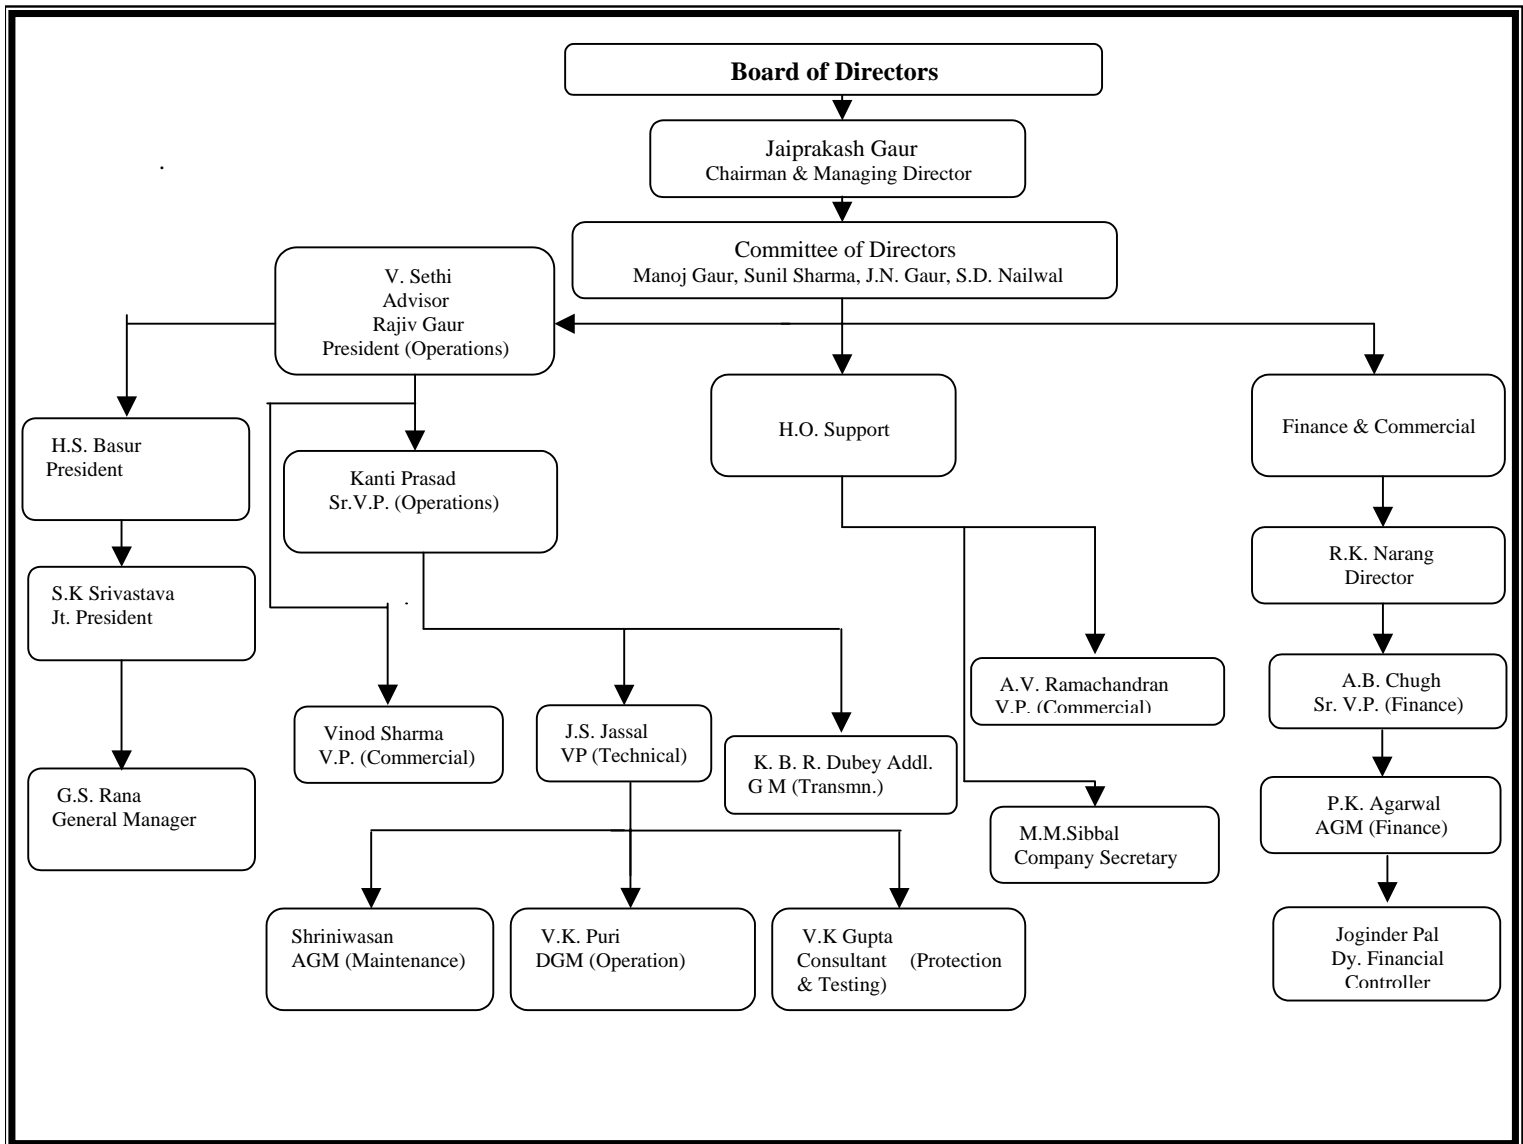 Board of Directors
Jaiprakash Gaur
Chairman & Managing Director
Committee of Directors
Manoj Gaur, Sunil Sharma, J.N. Gaur, S.D. Nailwal
V. Sethi
Advisor
Rajiv Gaur
President (Operations)
H.S. Basur
President
Kanti Prasad
Sr.V.P. (Operations)
H.O. Support
Finance & Commercial
S.K Srivastava
Jt. President
R.K. Narang
Director
A.V. Ramachandran
V.P. (Commercial)
A.B. Chugh
Sr. V.P. (Finance)
Vinod Sharma
V.P. (Commercial)
J.S. Jassal
VP (Technical)
K. B. R. Dubey Addl.
G M (Transmn.)
G.S. Rana
General Manager
M.M.Sibbal
Company Secretary
P.K. Agarwal
AGM (Finance)
Shriniwasan
AGM (Maintenance)
V.K. Puri
DGM (Operation)
V.K Gupta
Consultant (Protection
& Testing)
Joginder Pal
Dy. Financial
Controller